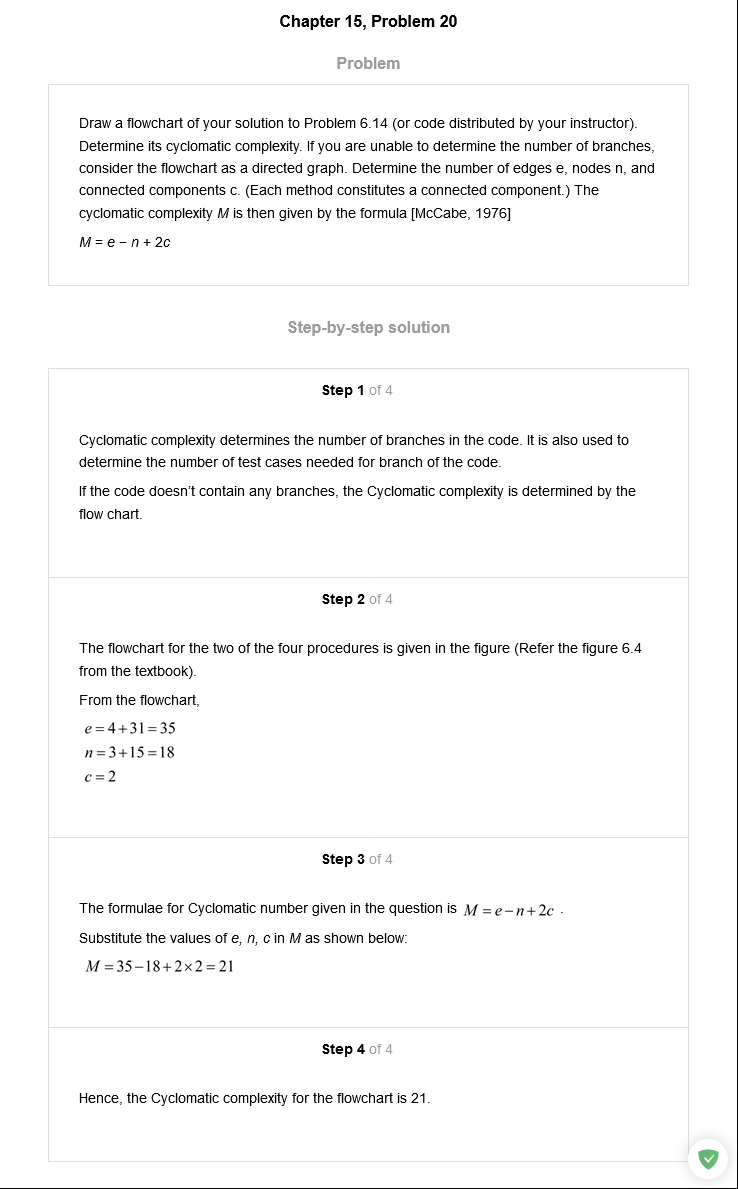 Chapter 15, Problem 20
Problem
Draw a flowchart of your solution to Problem 6.14 (or code distributed by your instructor).
Determine its cyclomatic complexity. If you are unable to determine the number of branches,
consider the flowchart as a directed graph. Determine the number of edges e, nodes n, and
connected components c. (Each method constitutes a connected component.) The
cyclomatic complexity M is then given by the formula [McCabe, 1976]
M = e − n + 2c
Step-by-step solution
Step 1 of 4
Cyclomatic complexity determines the number of branches in the code. It is also used to
determine the number of test cases needed for branch of the code.
If the code doesn't contain any branches, the Cyclomatic complexity is determined by the
flow chart.
Step 2 of 4
The flowchart for the two of the four procedures is given in the figure (Refer the figure 6.4
from the textbook).
From the flowchart,
e = 4+31 = 35
n = 3+15 = 18
c = 2
Step 3 of 4
The formulae for Cyclomatic number given in the question is M = e−n+2c .
Substitute the values of e, n, c in M as shown below:
M = 35−18+2×2 = 21
Step 4 of 4
Hence, the Cyclomatic complexity for the flowchart is 21.